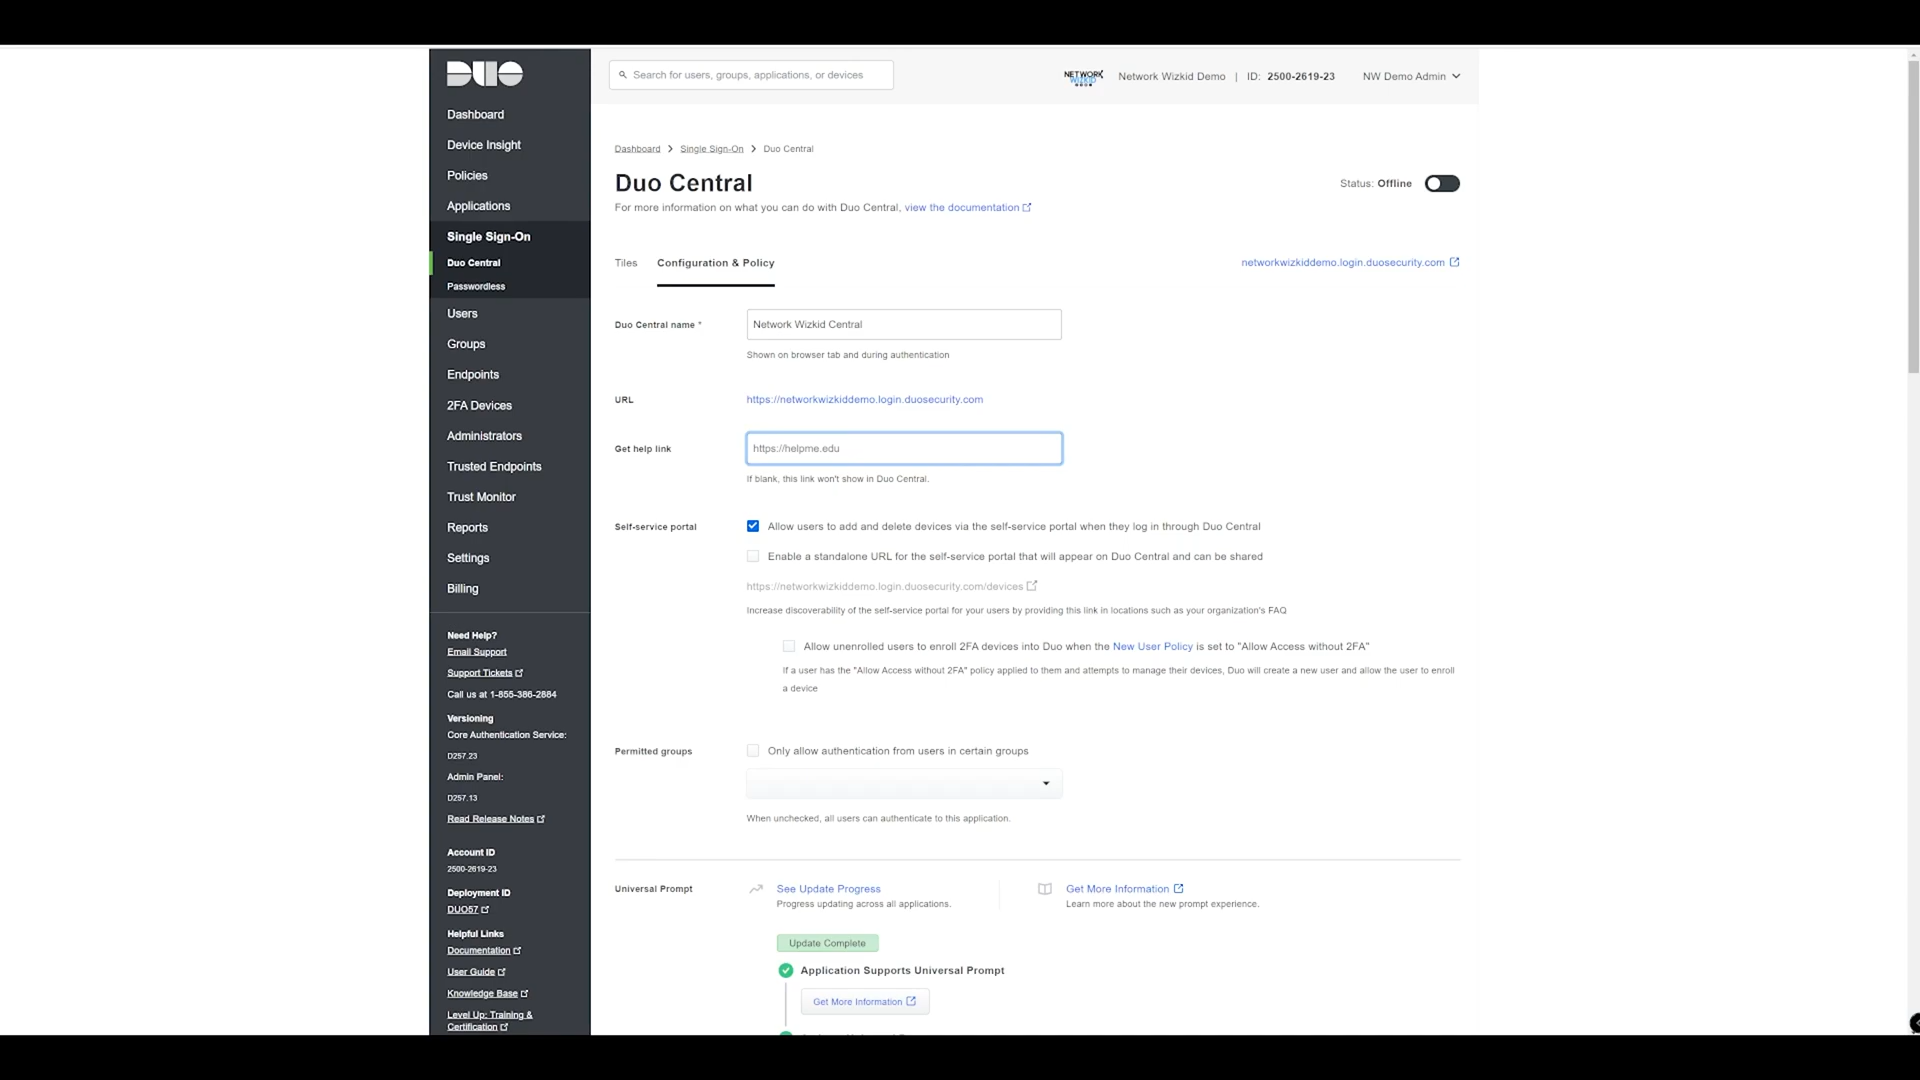 DUO
Dashboard
Device Insight
Policies
Applications
Single Sign-On
Duo Central
Passwordless
Users
Groups
Endpoints
2FA Devices
Administrators
Trusted Endpoints
Trust Monitor
Reports
Settings
Billing
Need Help?
Email Support
Support Tickets
Call us at 1-855-386-2884
Versioning
Core Authentication Service:
D257.23
Admin Panel:
D257.13
Read Release Notes
Account ID
2500-2619-23
Deployment ID
DUO57
Helpful Links
Documentation
User Guide
Knowledge Base
Level Up: Training &
Certification
Search for users, groups, applications, or devices
NETWORK
WIZKID
Network Wizkid Demo | ID: 2500-2619-23
NW Demo Admin
Dashboard > Single Sign-On > Duo Central
Duo Central
Status: Offline
For more information on what you can do with Duo Central, view the documentation
Tiles
Configuration & Policy
networkwizkiddemo.login.duosecurity.com
Duo Central name *
Network Wizkid Central
Shown on browser tab and during authentication
URL
https://networkwizkiddemo.login.duosecurity.com
Get help link
https://helpme.edu
If blank, this link won't show in Duo Central.
Self-service portal
Allow users to add and delete devices via the self-service portal when they log in through Duo Central
Enable a standalone URL for the self-service portal that will appear on Duo Central and can be shared
https://networkwizkiddemo.login.duosecurity.com/devices
Increase discoverability of the self-service portal for your users by providing this link in locations such as your organization's FAQ
Allow unenrolled users to enroll 2FA devices into Duo when the New User Policy is set to "Allow Access without 2FA"
If a user has the "Allow Access without 2FA" policy applied to them and attempts to manage their devices, Duo will create a new user and allow the user to enroll
a device
Permitted groups
Only allow authentication from users in certain groups
When unchecked, all users can authenticate to this application.
Universal Prompt
See Update Progress
Progress updating across all applications.
Get More Information
Learn more about the new prompt experience.
Update Complete
Application Supports Universal Prompt
Get More Information